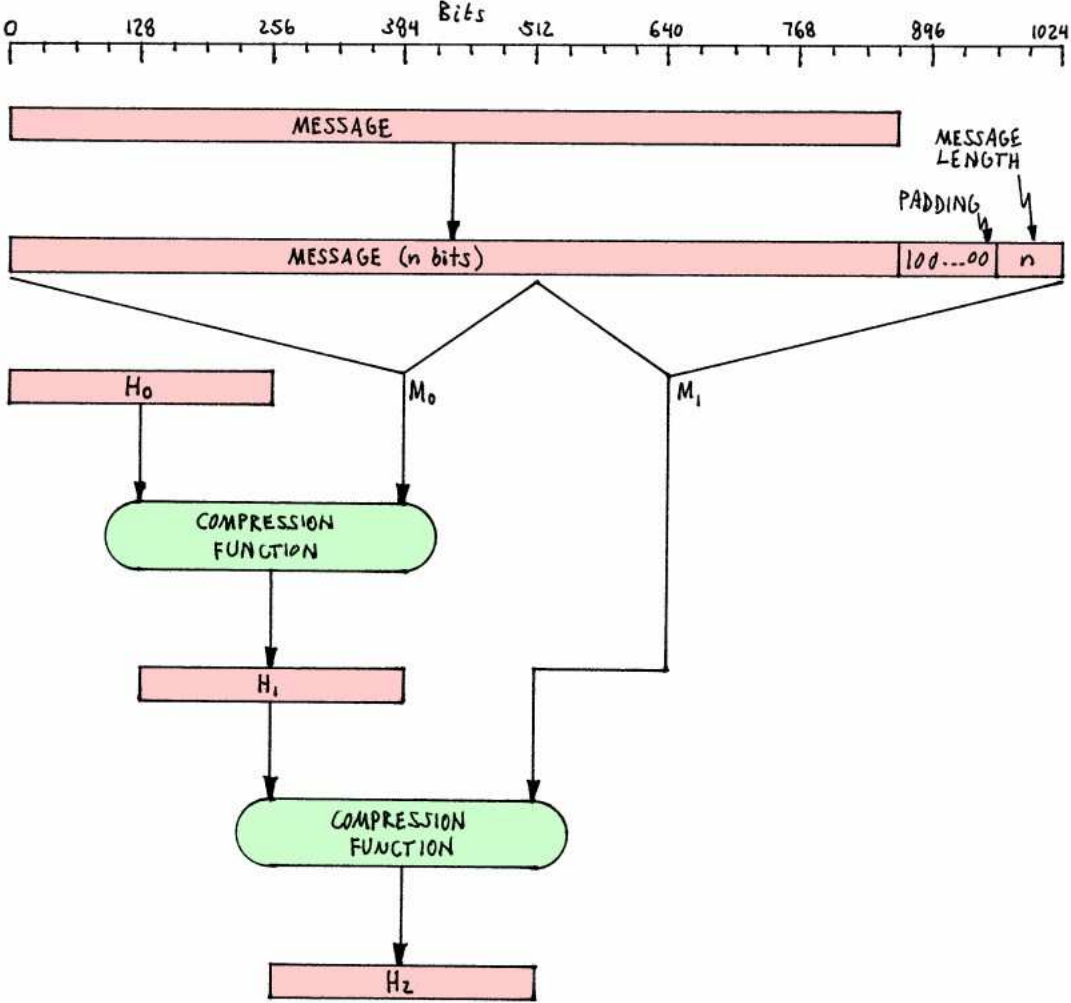 Bits
0 128 256 384 512 640 768 896 1024
MESSAGE
MESSAGE
LENGTH
PADDING
MESSAGE (n bits)
100...00
n
H₀
M₀
M₁
COMPRESSION
FUNCTION
H₁
COMPRESSION
FUNCTION
H₂